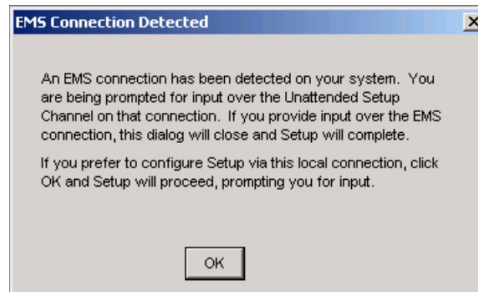 EMS Connection Detected
An EMS connection has been detected on your system. You
are being prompted for input over the Unattended Setup
Channel on that connection. If you provide input over the EMS
connection, this dialog will close and Setup will complete.
If you prefer to configure Setup via this local connection, click
OK and Setup will proceed, prompting you for input.
OK